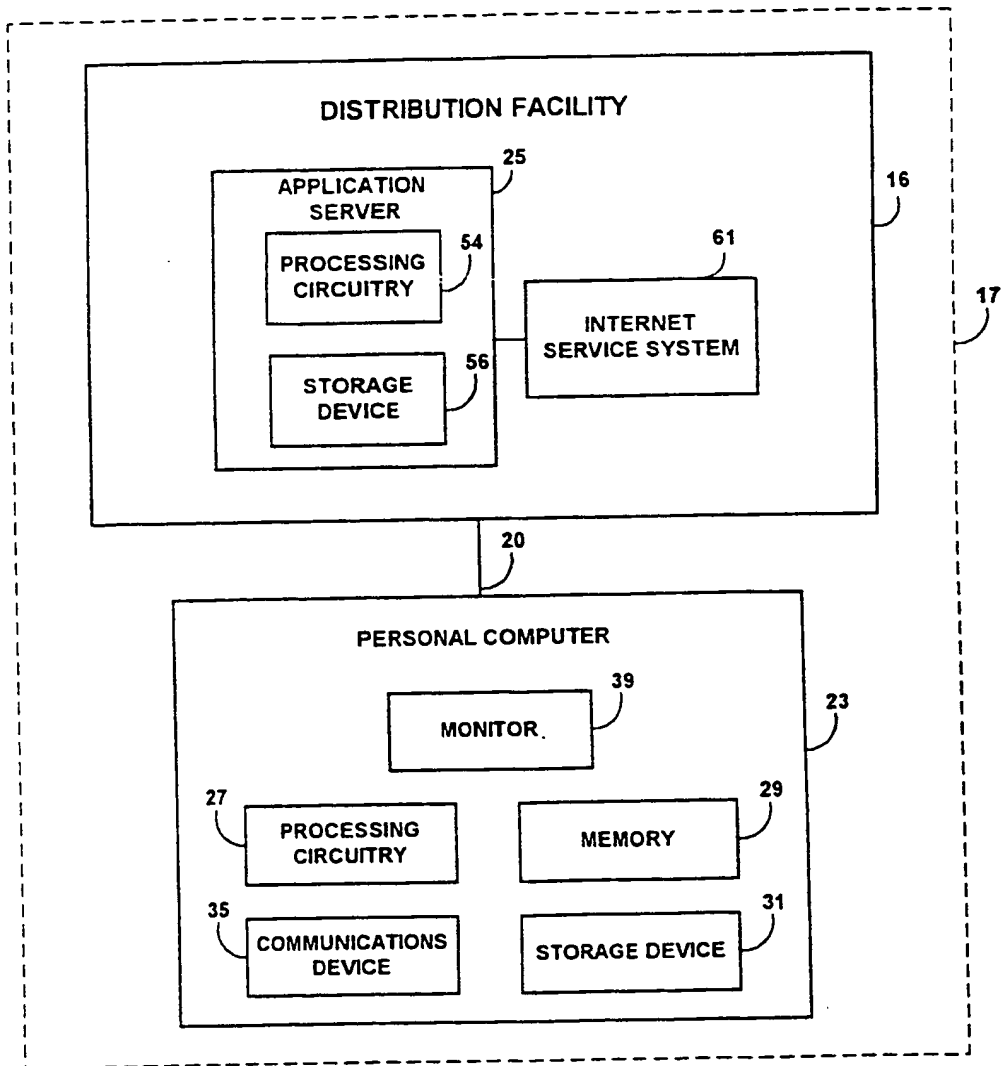 DISTRIBUTION FACILITY
25
APPLICATION
SERVER
16
54
PROCESSING
CIRCUITRY
61
INTERNET
SERVICE SYSTEM
17
56
STORAGE
DEVICE
20
PERSONAL COMPUTER
39
MONITOR
23
27
PROCESSING
CIRCUITRY
29
MEMORY
35
COMMUNICATIONS
DEVICE
31
STORAGE DEVICE